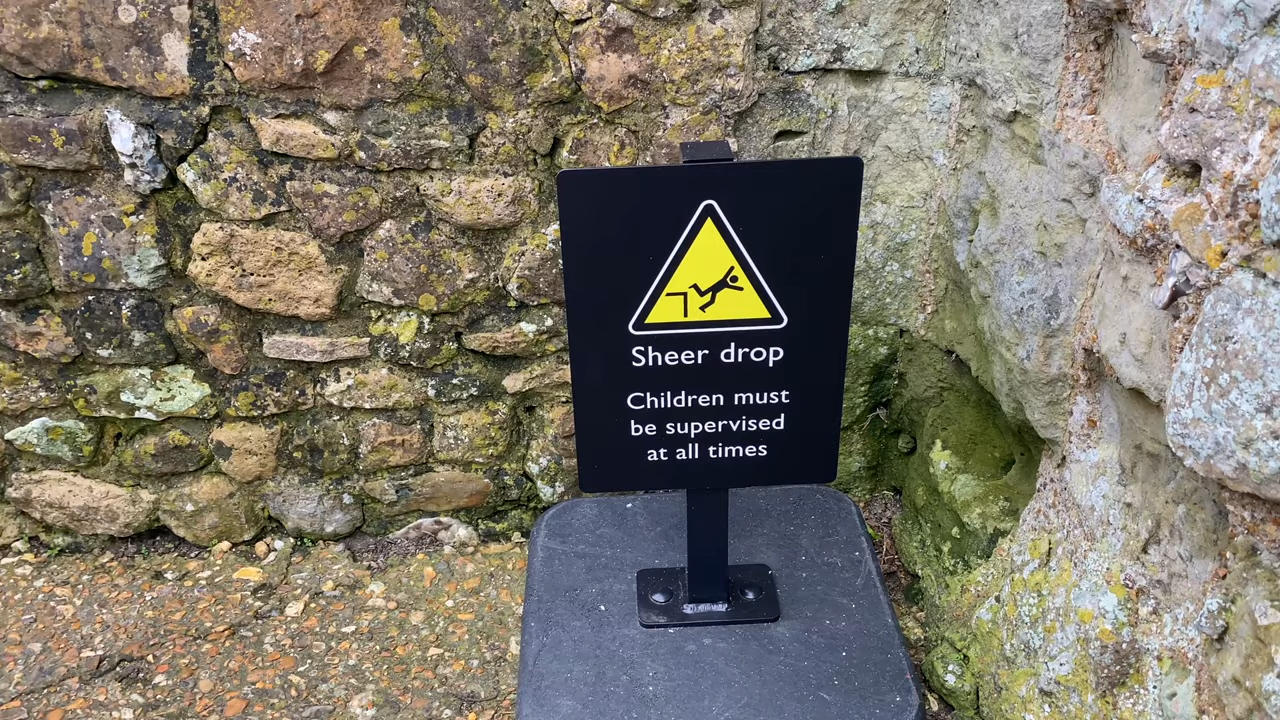 Sheer drop
Children must
be supervised
at all times